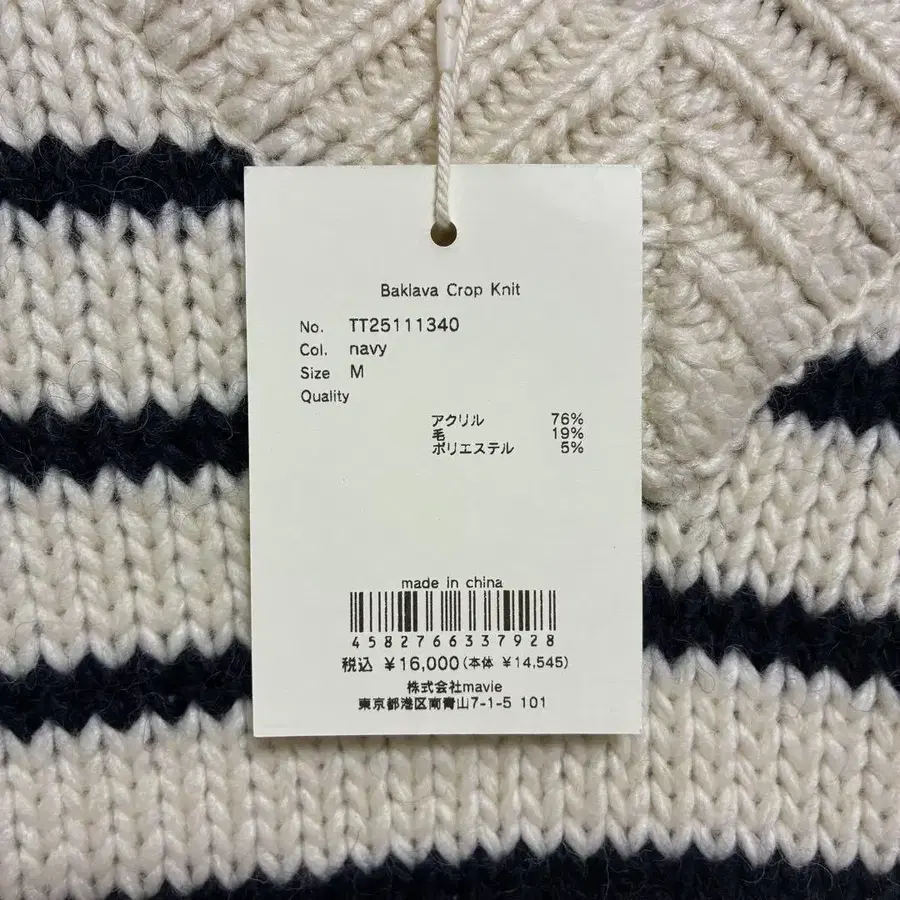 Baklava Crop Knit
No. TT25111340
Col. navy
Size M
Quality
アクリル 76%
毛 19%
ポリエステル 5%
made in china
4582766337928
税込 ¥16,000(本体 ¥14,545)
株式会社mavie
東京都港区南青山7-1-5 101